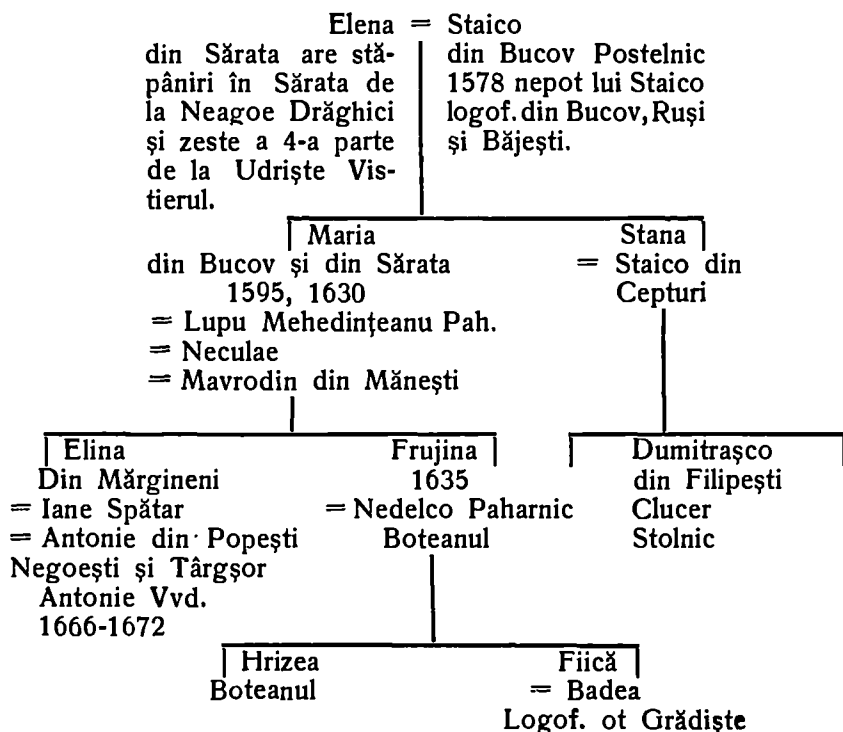 Elena = Staico
din Sărata are stă-
pâniri în Sărata de
la Neagoe Drăghici
și zeste a 4-a parte
de la Udriște Vis-
tierul.
din Bucov Postelnic
1578 nepot lui Staico
logof. din Bucov, Ruși
și Băjești.
Maria
din Bucov și din Sărata
1595, 1630
= Lupu Mehedințeanu Pah.
= Neculae
= Mavrodin din Mănești
Stana
= Staico din
Cepturi
Elina
Din Mărgineni
= Iane Spătar
= Antonie din Popești
Negoești și Târgșor
Antonie Vvd.
1666-1672
Frujina
1635
= Nedelco Paharnic
Boteanul
Dumitrașco
din Filipești
Clucer
Stolnic
Hrizea
Boteanul
Fiică
= Badea
Logof. ot Grădiște